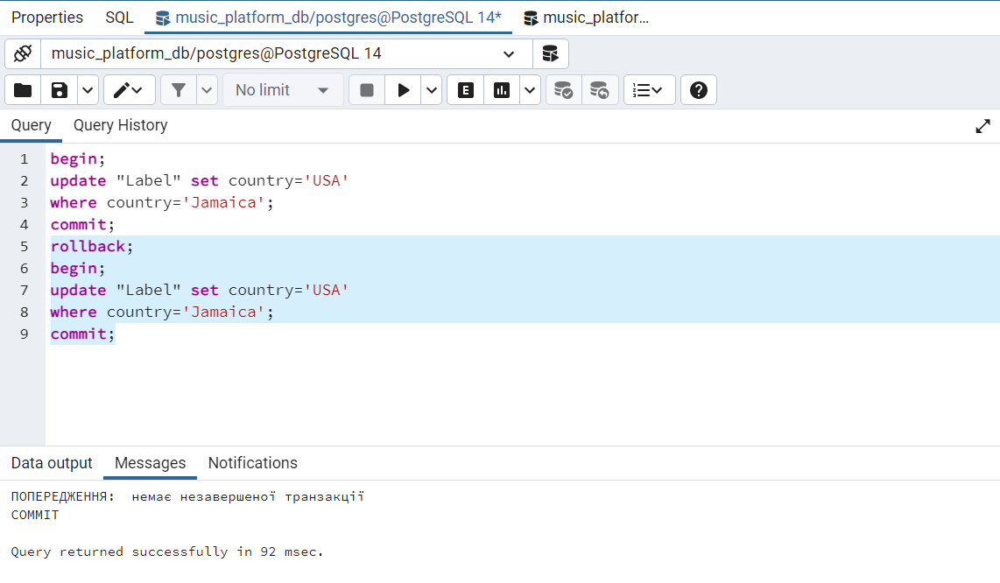 Properties SQL music_platform_db/postgres@PostgreSQL 14* music_platfor...
music_platform_db/postgres@PostgreSQL 14
No limit E ?
Query Query History
1 begin;
2 update "Label" set country='USA'
3 where country='Jamaica';
4 commit;
5 rollback;
6 begin;
7 update "Label" set country='USA'
8 where country='Jamaica';
9 commit;
Data output Messages Notifications
ПОПЕРЕДЖЕННЯ:  немає незавершеної транзакції
COMMIT
Query returned successfully in 92 msec.